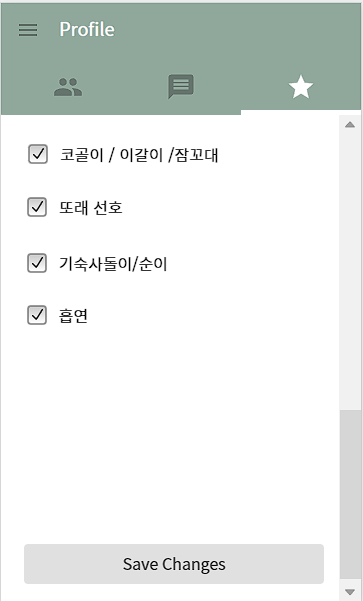 Profile
코골이 / 이갈이 /잠꼬대
또래 선호
기숙사돌이/순이
흡연
Save Changes